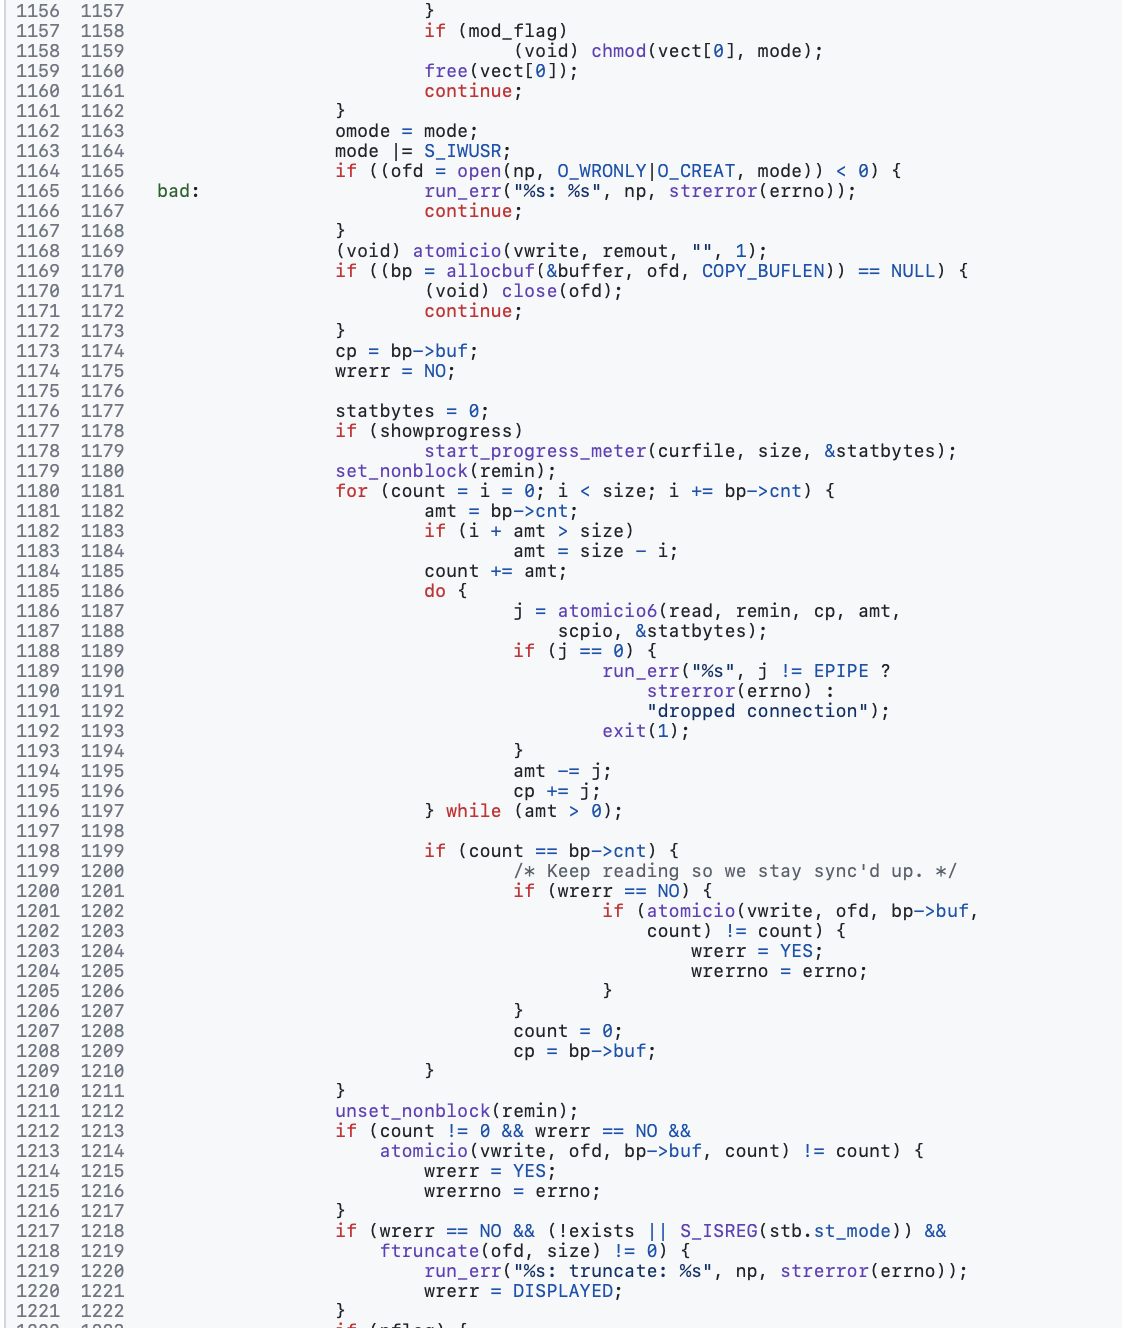 1156 1157 }
1157 1158 if (mod_flag)
1158 1159 (void) chmod(vect[0], mode);
1159 1160 free(vect[0]);
1160 1161 continue;
1161 1162 }
1162 1163 omode = mode;
1163 1164 mode |= S_IWUSR;
1164 1165 if ((ofd = open(np, O_WRONLY|O_CREAT, mode)) < 0) {
1165 1166 bad: run_err("%s: %s", np, strerror(errno));
1166 1167 continue;
1167 1168 }
1168 1169 (void) atomicio(vwrite, remout, "", 1);
1169 1170 if ((bp = allocbuf(&buffer, ofd, COPY_BUFLEN)) == NULL) {
1170 1171 (void) close(ofd);
1171 1172 continue;
1172 1173 }
1173 1174 cp = bp->buf;
1174 1175 wrerr = NO;
1175 1176
1176 1177 statbytes = 0;
1177 1178 if (showprogress)
1178 1179 start_progress_meter(curfile, size, &statbytes);
1179 1180 set_nonblock(remin);
1180 1181 for (count = i = 0; i < size; i += bp->cnt) {
1181 1182 amt = bp->cnt;
1182 1183 if (i + amt > size)
1183 1184 amt = size - i;
1184 1185 count += amt;
1185 1186 do {
1186 1187 j = atomicio6(read, remin, cp, amt,
1187 1188 scpio, &statbytes);
1188 1189 if (j == 0) {
1189 1190 run_err("%s", j != EPIPE ?
1190 1191 strerror(errno) :
1191 1192 "dropped connection");
1192 1193 exit(1);
1193 1194 }
1194 1195 amt -= j;
1195 1196 cp += j;
1196 1197 } while (amt > 0);
1197 1198
1198 1199 if (count == bp->cnt) {
1199 1200 /* Keep reading so we stay sync'd up. */
1200 1201 if (wrerr == NO) {
1201 1202 if (atomicio(vwrite, ofd, bp->buf,
1202 1203 count) != count) {
1203 1204 wrerr = YES;
1204 1205 wrerrno = errno;
1205 1206 }
1206 1207 }
1207 1208 count = 0;
1208 1209 cp = bp->buf;
1209 1210 }
1210 1211 }
1211 1212 unset_nonblock(remin);
1212 1213 if (count != 0 && wrerr == NO &&
1213 1214 atomicio(vwrite, ofd, bp->buf, count) != count) {
1214 1215 wrerr = YES;
1215 1216 wrerrno = errno;
1216 1217 }
1217 1218 if (wrerr == NO && (!exists || S_ISREG(stb.st_mode)) &&
1218 1219 ftruncate(ofd, size) != 0) {
1219 1220 run_err("%s: truncate: %s", np, strerror(errno));
1220 1221 wrerr = DISPLAYED;
1221 1222 }